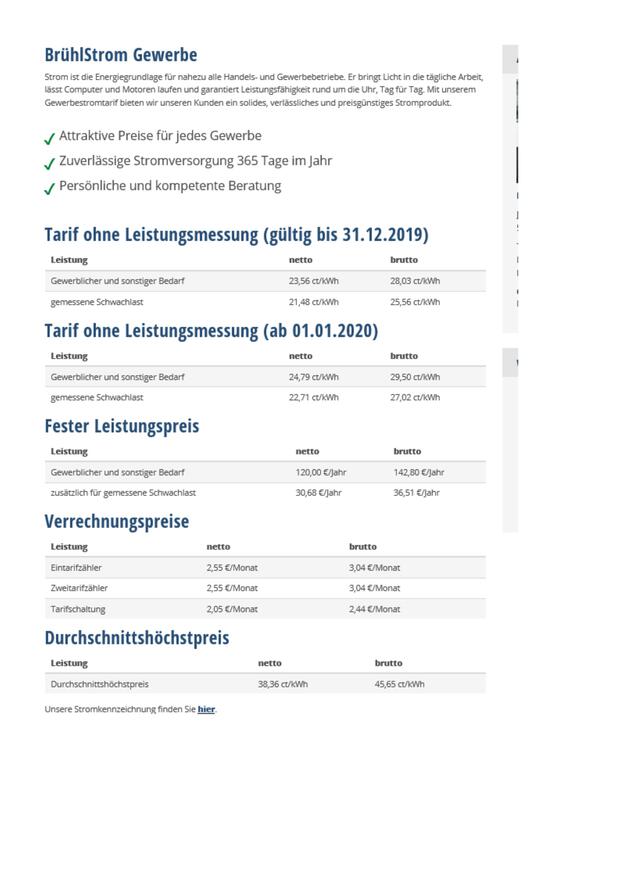 BrühlStrom Gewerbe
Strom ist die Energiegrundlage für nahezu alle Handels- und Gewerbebetriebe. Er bringt Licht in die tägliche Arbeit,
lässt Computer und Motoren laufen und garantiert Leistungsfähigkeit rund um die Uhr, Tag für Tag. Mit unserem
Gewerbestromtarif bieten wir unseren Kunden ein solides, verlässliches und preisgünstiges Stromprodukt.
Attraktive Preise für jedes Gewerbe
Zuverlässige Stromversorgung 365 Tage im Jahr
Persönliche und kompetente Beratung
Tarif ohne Leistungsmessung (gültig bis 31.12.2019)
Leistung netto brutto
Gewerblicher und sonstiger Bedarf 23,56 ct/kWh 28,03 ct/kWh
gemessene Schwachlast 21,48 ct/kWh 25,56 ct/kWh
Tarif ohne Leistungsmessung (ab 01.01.2020)
Leistung netto brutto
Gewerblicher und sonstiger Bedarf 24,79 ct/kWh 29,50 ct/kWh
gemessene Schwachlast 22,71 ct/kWh 27,02 ct/kWh
Fester Leistungspreis
Leistung netto brutto
Gewerblicher und sonstiger Bedarf 120,00 €/Jahr 142,80 €/Jahr
zusätzlich für gemessene Schwachlast 30,68 €/Jahr 36,51 €/Jahr
Verrechnungspreise
Leistung netto brutto
Eintarifzähler 2,55 €/Monat 3,04 €/Monat
Zweitarifzähler 2,55 €/Monat 3,04 €/Monat
Tarifschaltung 2,05 €/Monat 2,44 €/Monat
Durchschnittshöchstpreis
Leistung netto brutto
Durchschnittshöchstpreis 38,36 ct/kWh 45,65 ct/kWh
Unsere Stromkennzeichnung finden Sie hier.